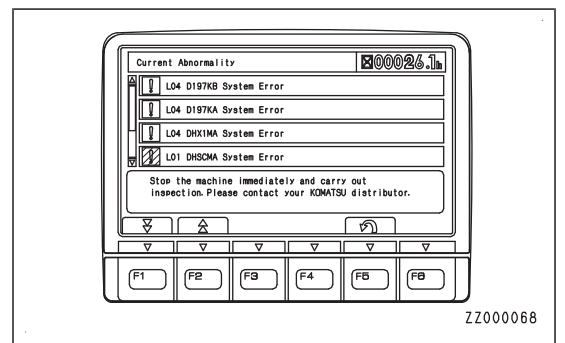 Current Abnormality
00026.1h
L04 D197KB System Error
L04 D197KA System Error
L04 DHX1MA System Error
L01 DHSCMA System Error
Stop the machine immediately and carry out
inspection. Please contact your KOMATSU distributor.
F1 F2 F3 F4 F5 F6
ZZ000068